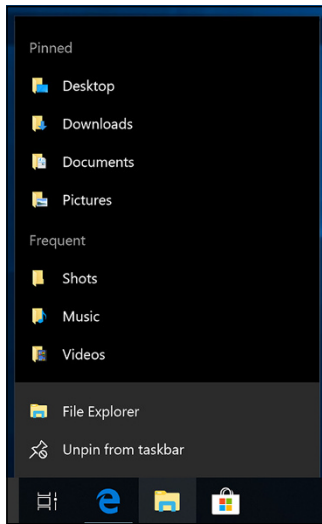 Pinned
Desktop
Downloads
Documents
Pictures
Frequent
Shots
Music
Videos
File Explorer
Unpin from taskbar